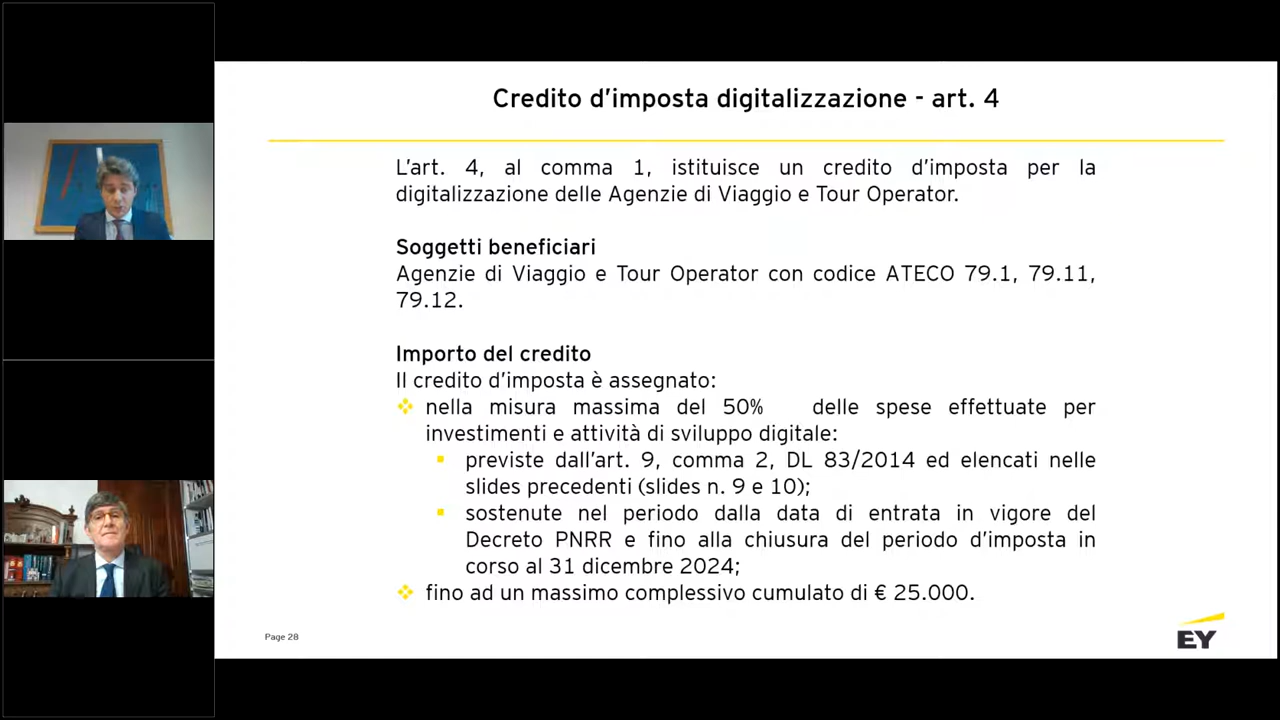 Credito d'imposta digitalizzazione - art. 4
L'art. 4, al comma 1, istituisce un credito d'imposta per la
digitalizzazione delle Agenzie di Viaggio e Tour Operator.
Soggetti beneficiari
Agenzie di Viaggio e Tour Operator con codice ATECO 79.1, 79.11,
79.12.
Importo del credito
Il credito d'imposta è assegnato:
nella misura massima del 50% delle spese effettuate per
investimenti e attività di sviluppo digitale:
previste dall'art. 9, comma 2, DL 83/2014 ed elencati nelle
slides precedenti (slides n. 9 e 10);
sostenute nel periodo dalla data di entrata in vigore del
Decreto PNRR e fino alla chiusura del periodo d'imposta in
corso al 31 dicembre 2024;
fino ad un massimo complessivo cumulato di € 25.000.
Page 28
EY